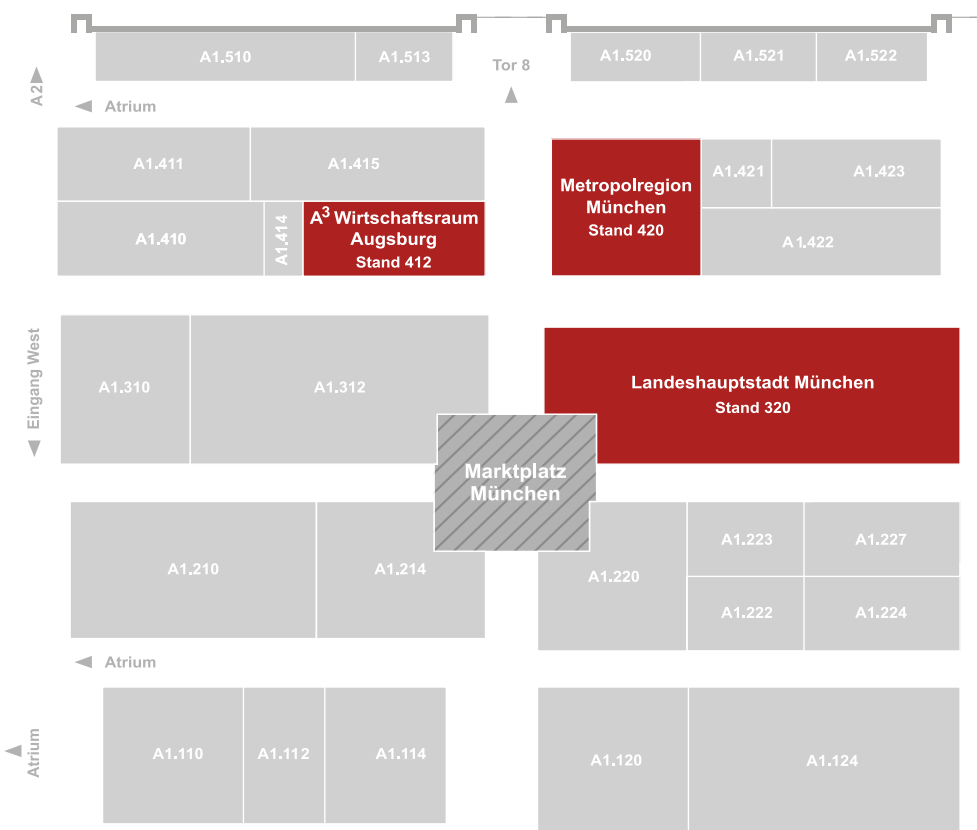 A1.510
A1.513
Tor 8
A1.520
A1.521
A1.522
A2
Atrium
A1.411
A1.415
A1.410
A1.414
A³ Wirtschaftsraum
Augsburg
Stand 412
Metropolregion
München
Stand 420
A1.421
A1.423
A1.422
Eingang West
A1.310
A1.312
Landeshauptstadt München
Stand 320
Marktplatz
München
A1.210
A1.214
A1.220
A1.223
A1.227
A1.222
A1.224
Atrium
Atrium
A1.110
A1.112
A1.114
A1.120
A1.124